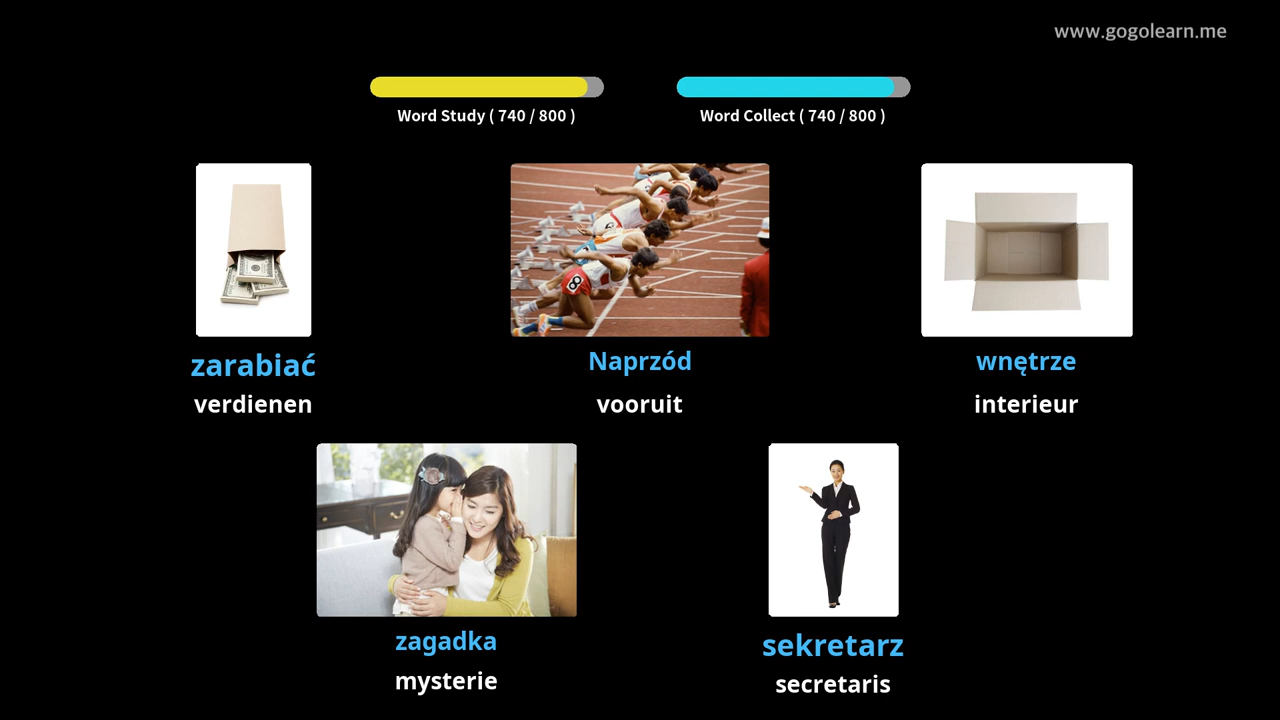 www.gogolearn.me
Word Study ( 740 / 800 )
Word Collect ( 740 / 800 )
zarabiać
verdienen
Naprzód
vooruit
wnętrze
interieur
zagadka
mysterie
sekretarz
secretaris